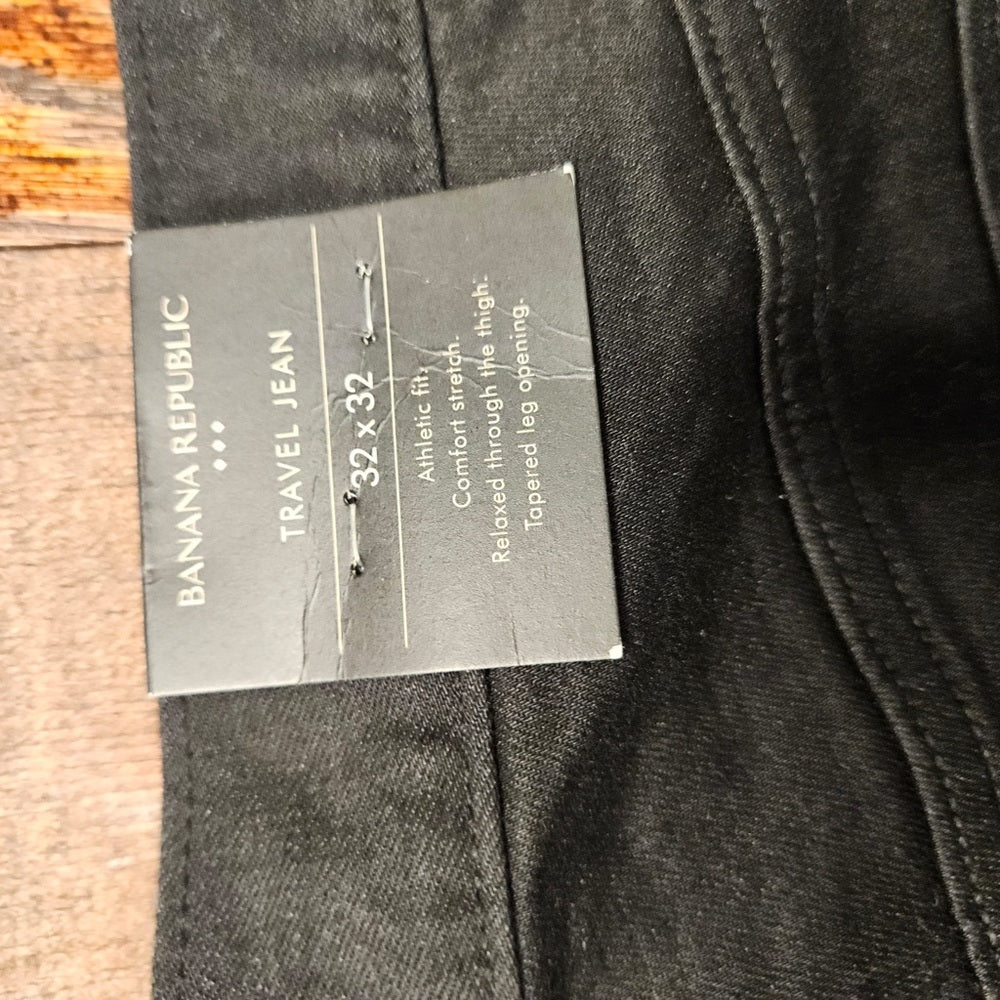 BANANA REPUBLIC
TRAVEL JEAN
32 x 32
Athletic fit.
Comfort stretch.
Relaxed through the thigh.
Tapered leg opening.